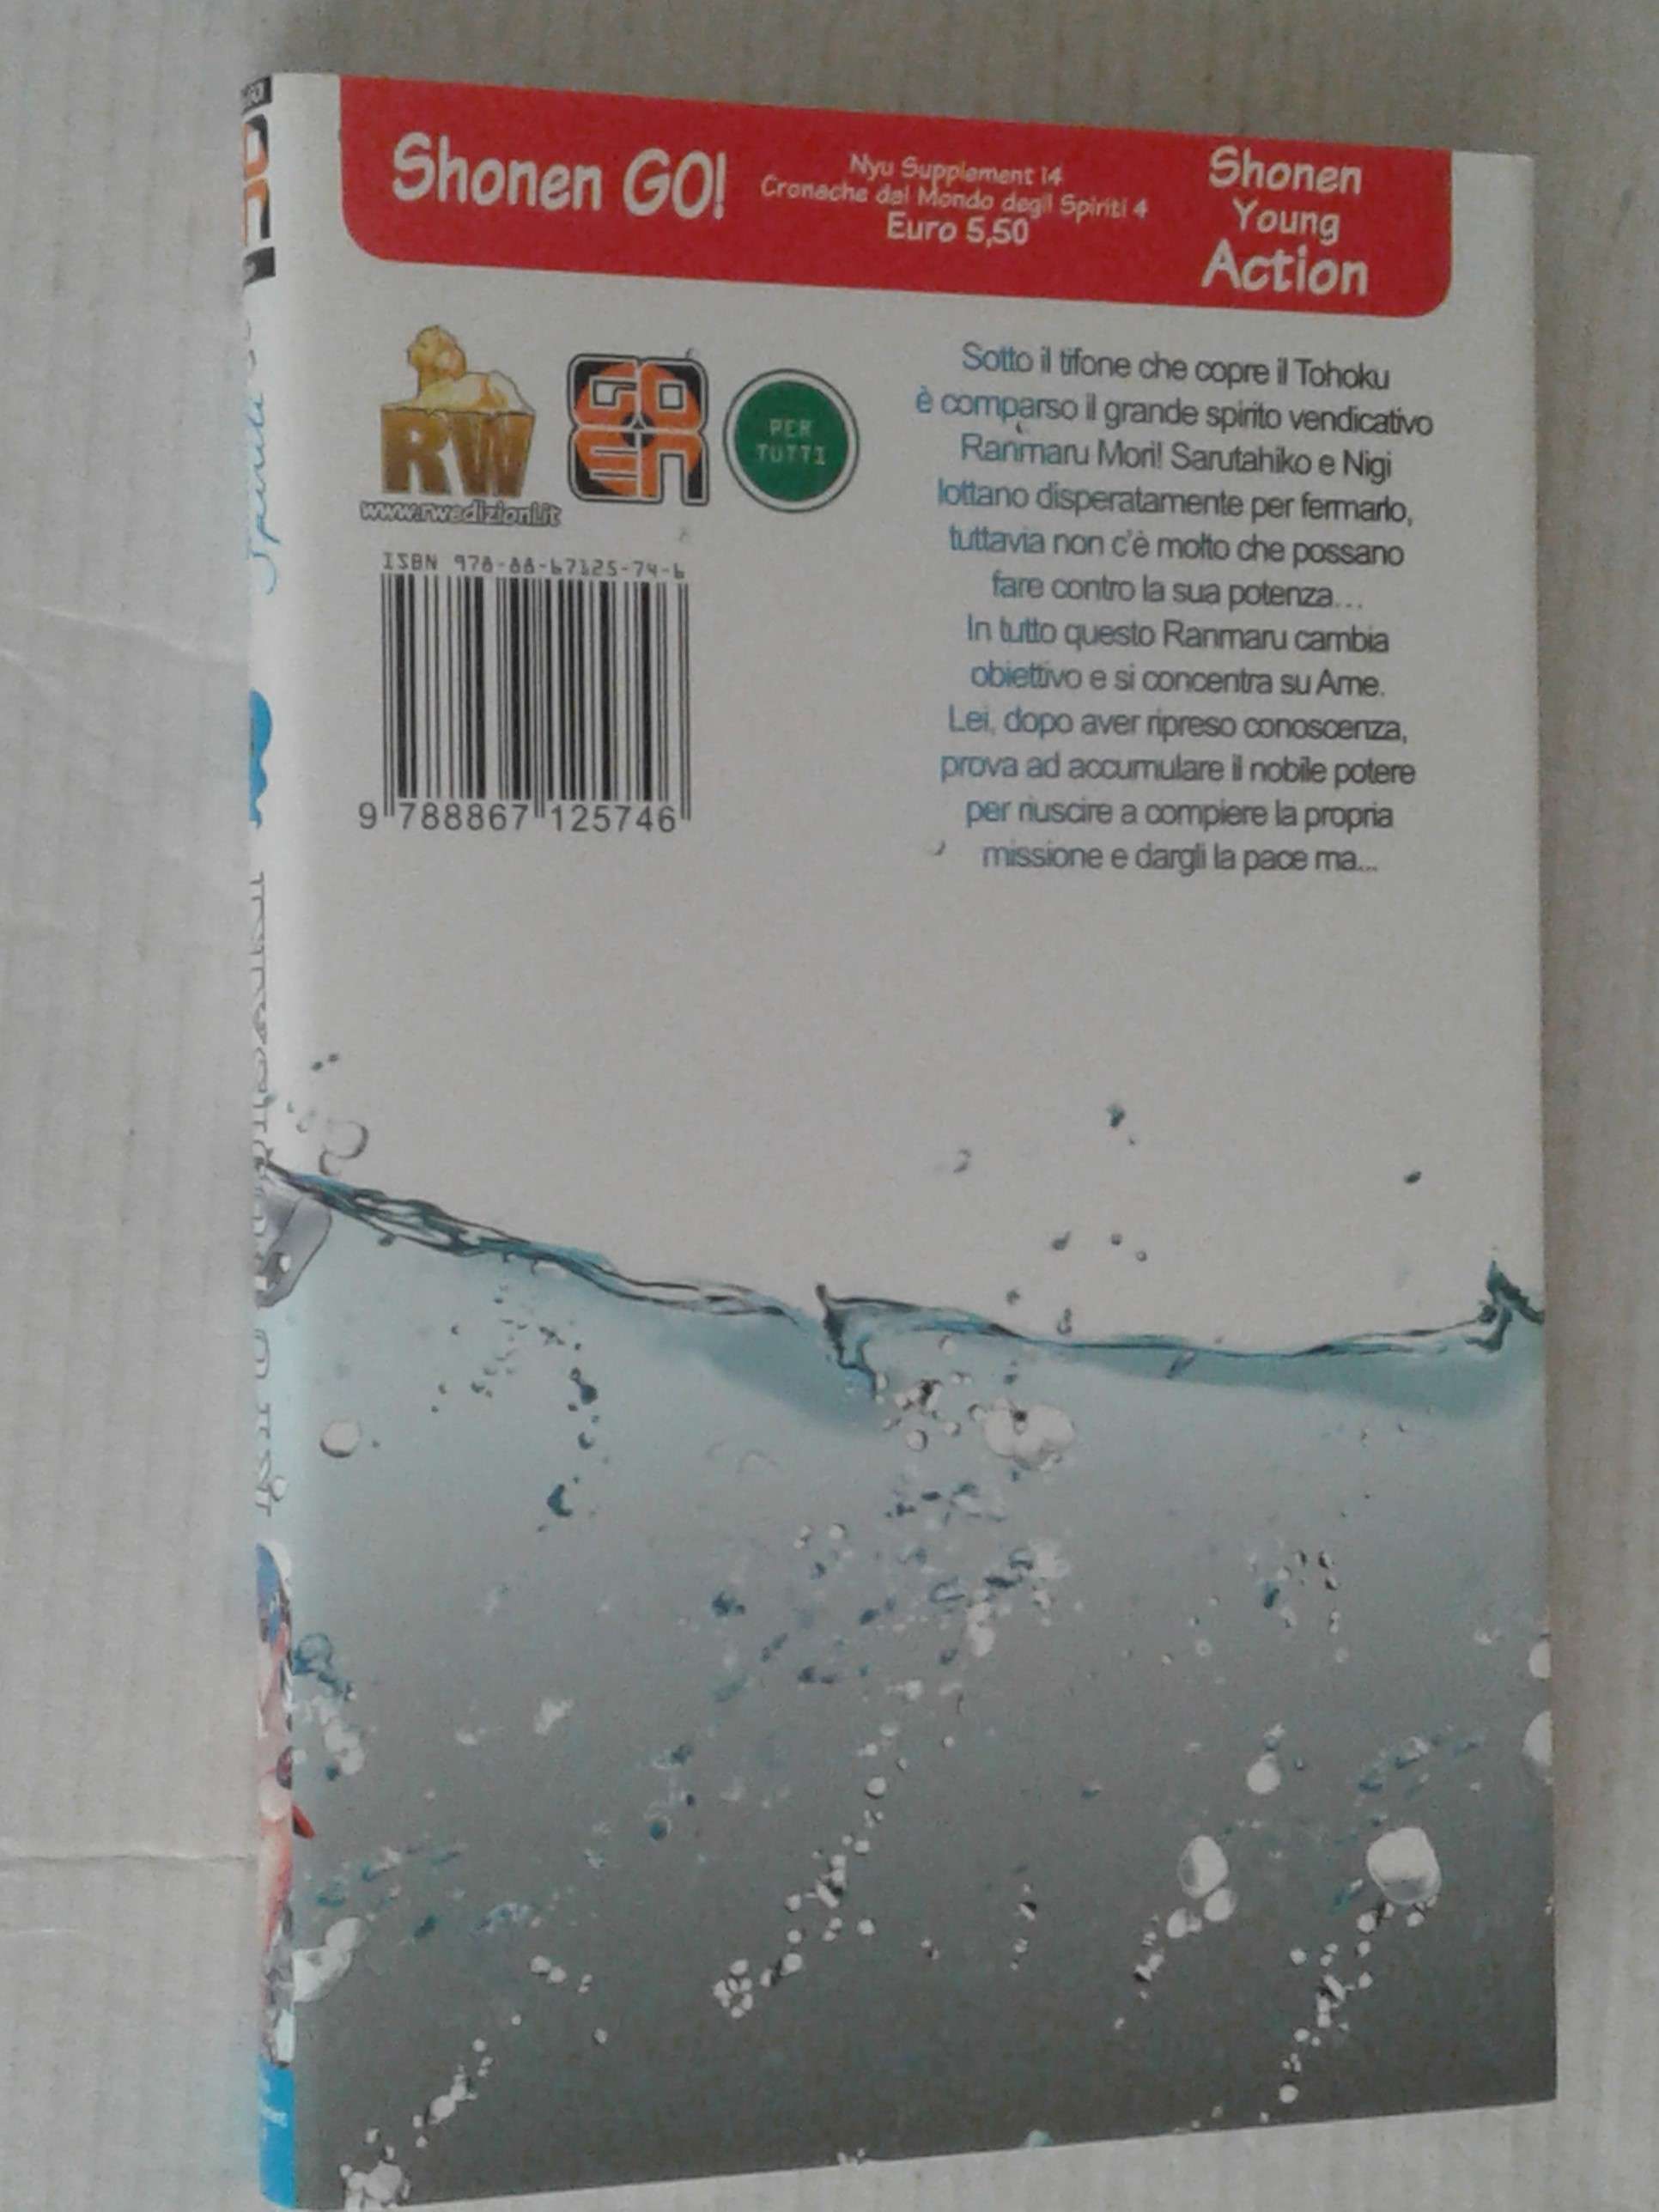 Shonen GO!
Nyu Supplement 14
Cronache dal Mondo degli Spiriti 4
Euro 5,50
Shonen
Young
Action
RW
www.rwedizioni.it
GO
EN
PER
TUTTI
Sotto il tifone che copre il Tohoku
è comparso il grande spirito vendicativo
Ranmaru Mori! Sarutahiko e Nigi
lottano disperatamente per fermarlo,
tuttavia non c'è molto che possano
fare contro la sua potenza...
In tutto questo Ranmaru cambia
obiettivo e si concentra su Ame.
Lei, dopo aver ripreso conoscenza,
prova ad accumulare il nobile potere
per riuscire a compiere la propria
missione e dargli la pace ma...
ISBN 978-88-67125-74-6
9 788867 125746